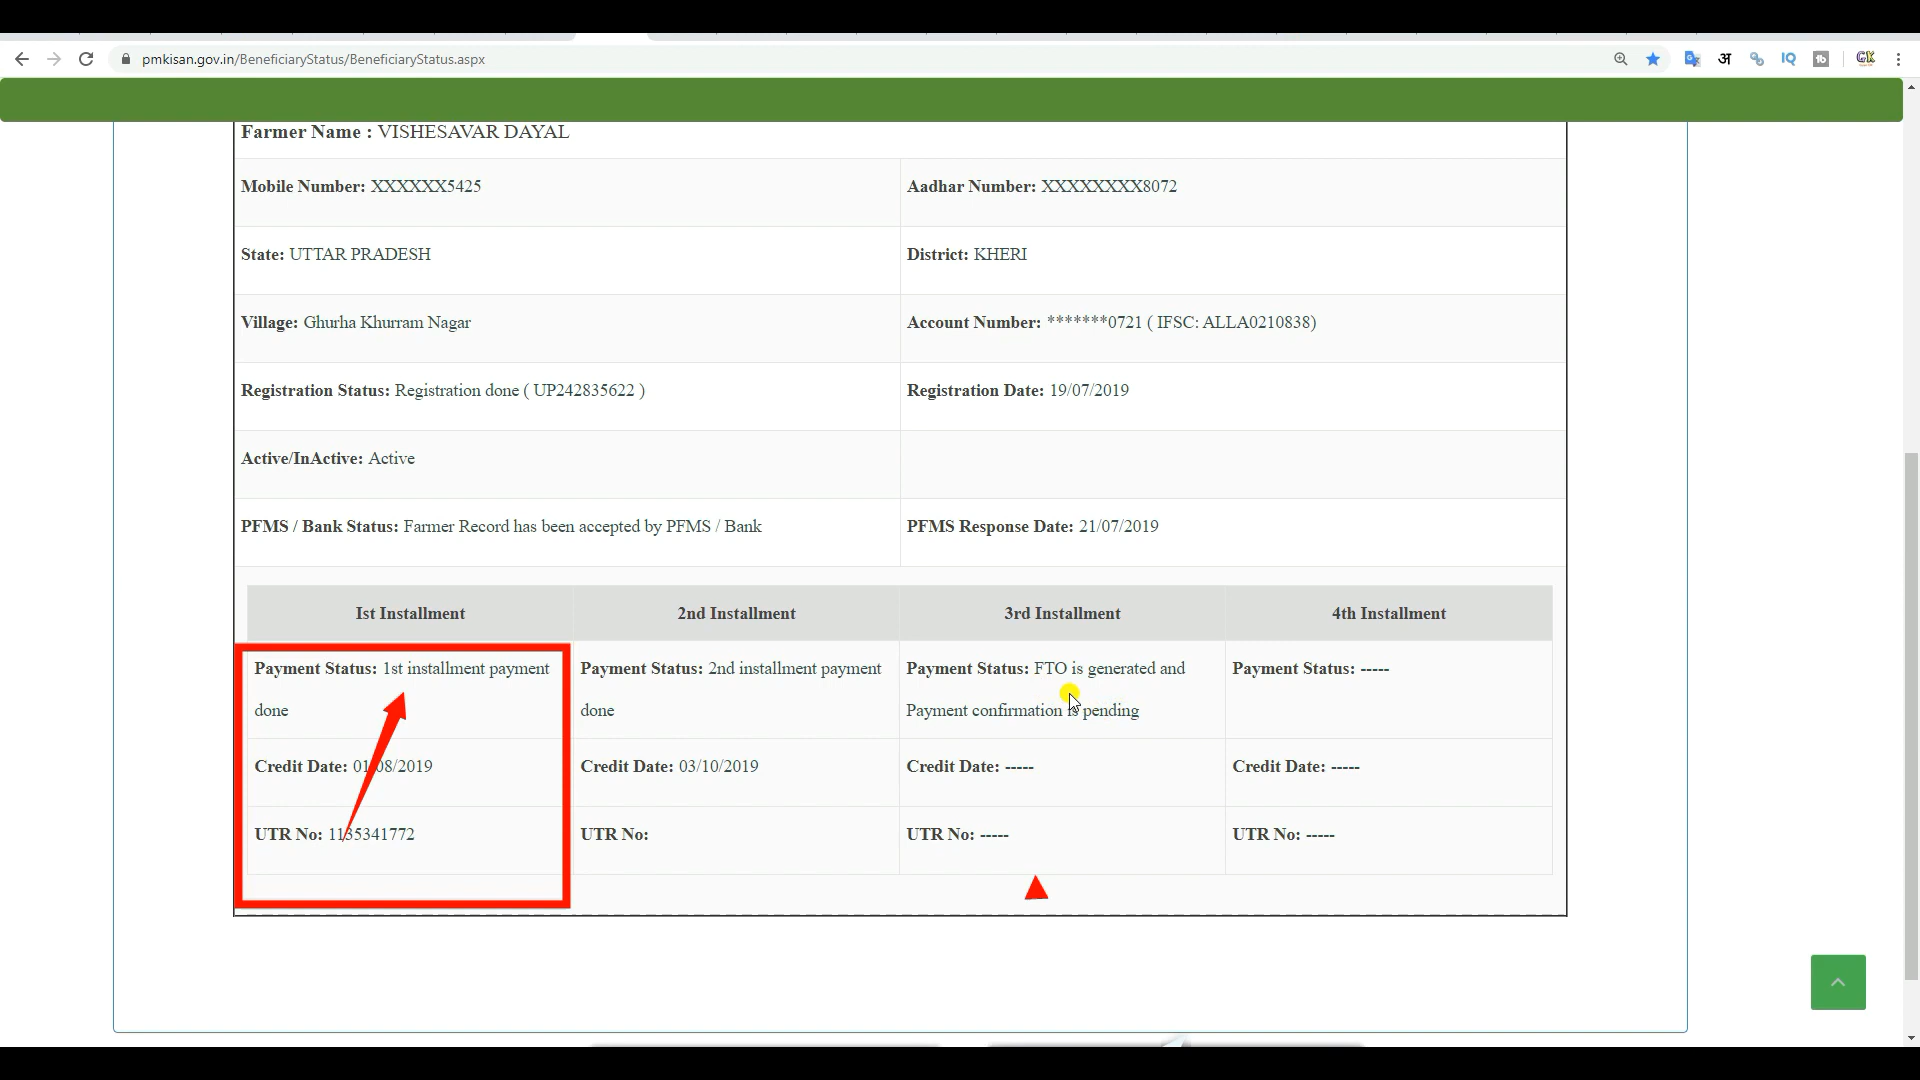 pmkisan.gov.in/BeneficiaryStatus/BeneficiaryStatus.aspx
अ
IQ
GK
Farmer Name : VISHESAVAR DAYAL
Mobile Number: XXXXXX5425
Aadhar Number: XXXXXXXX8072
State: UTTAR PRADESH
District: KHERI
Village: Ghurha Khurram Nagar
Account Number: *******0721 ( IFSC: ALLA0210838)
Registration Status: Registration done ( UP242835622 )
Registration Date: 19/07/2019
Active/InActive: Active
PFMS / Bank Status: Farmer Record has been accepted by PFMS / Bank
PFMS Response Date: 21/07/2019
Ist Installment
2nd Installment
3rd Installment
4th Installment
Payment Status: 1st installment payment
done
Payment Status: 2nd installment payment
done
Payment Status: FTO is generated and
Payment confirmation is pending
Payment Status: -----
Credit Date: 01/08/2019
Credit Date: 03/10/2019
Credit Date: -----
Credit Date: -----
UTR No: 1135341772
UTR No:
UTR No: -----
UTR No: -----